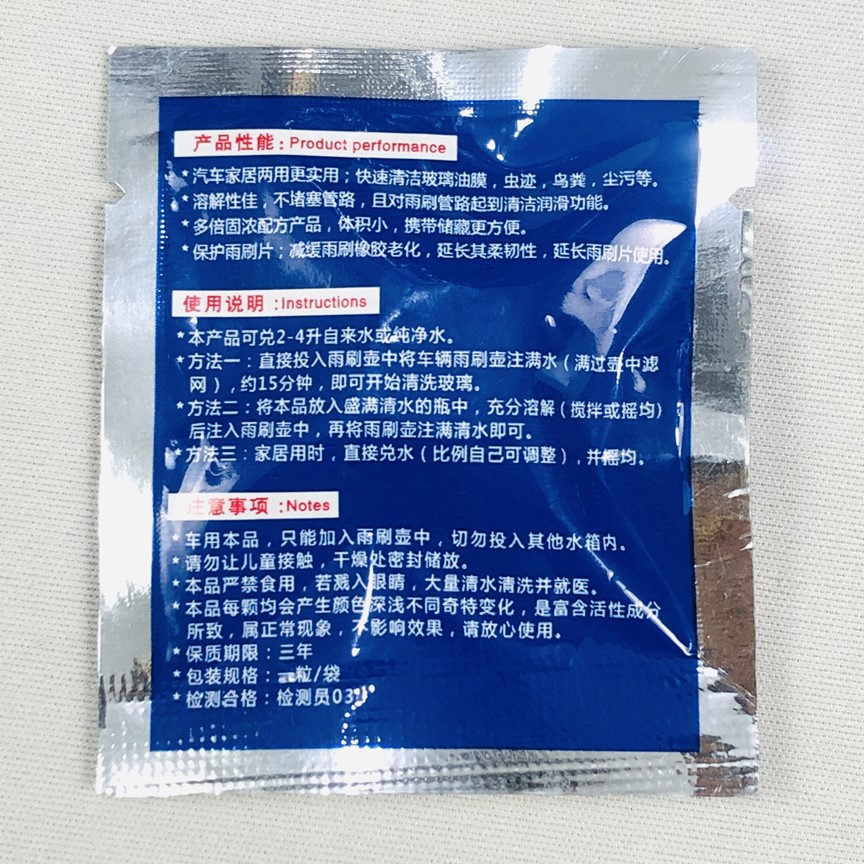 产品性能：Product performance
*汽车家居两用更实用；快速清洁玻璃油膜，虫迹，鸟粪，尘污等。
*溶解性佳，不堵塞管路，且对雨刷管路起到清洁润滑功能。
*多倍固浓配方产品，体积小，携带储藏更方便。
*保护雨刷片；减缓雨刷橡胶老化，延长其柔韧性，延长雨刷片使用。
使用说明：Instructions
*本产品可兑2-4升自来水或纯净水。
*方法一：直接投入雨刷壶中将车辆雨刷壶注满水（满过壶中滤
网），约15分钟，即可开始清洗玻璃。
*方法二：将本品放入盛满清水的瓶中，充分溶解（搅拌或摇均）
后注入雨刷壶中，再将雨刷壶注满清水即可。
*方法三：家居用时，直接兑水（比例自己可调整），并摇均。
注意事项：Notes
*车用本品，只能加入雨刷壶中，切勿投入其他水箱内。
*请勿让儿童接触，干燥处密封储放。
*本品严禁食用，若溅入眼睛，大量清水清洗并就医。
*本品每颗均会产生颜色深浅不同奇特变化，是富含活性成分
所致，属正常现象，不影响效果，请放心使用。
*保质期限：三年
*包装规格：粒/袋
*检测合格：检测员03